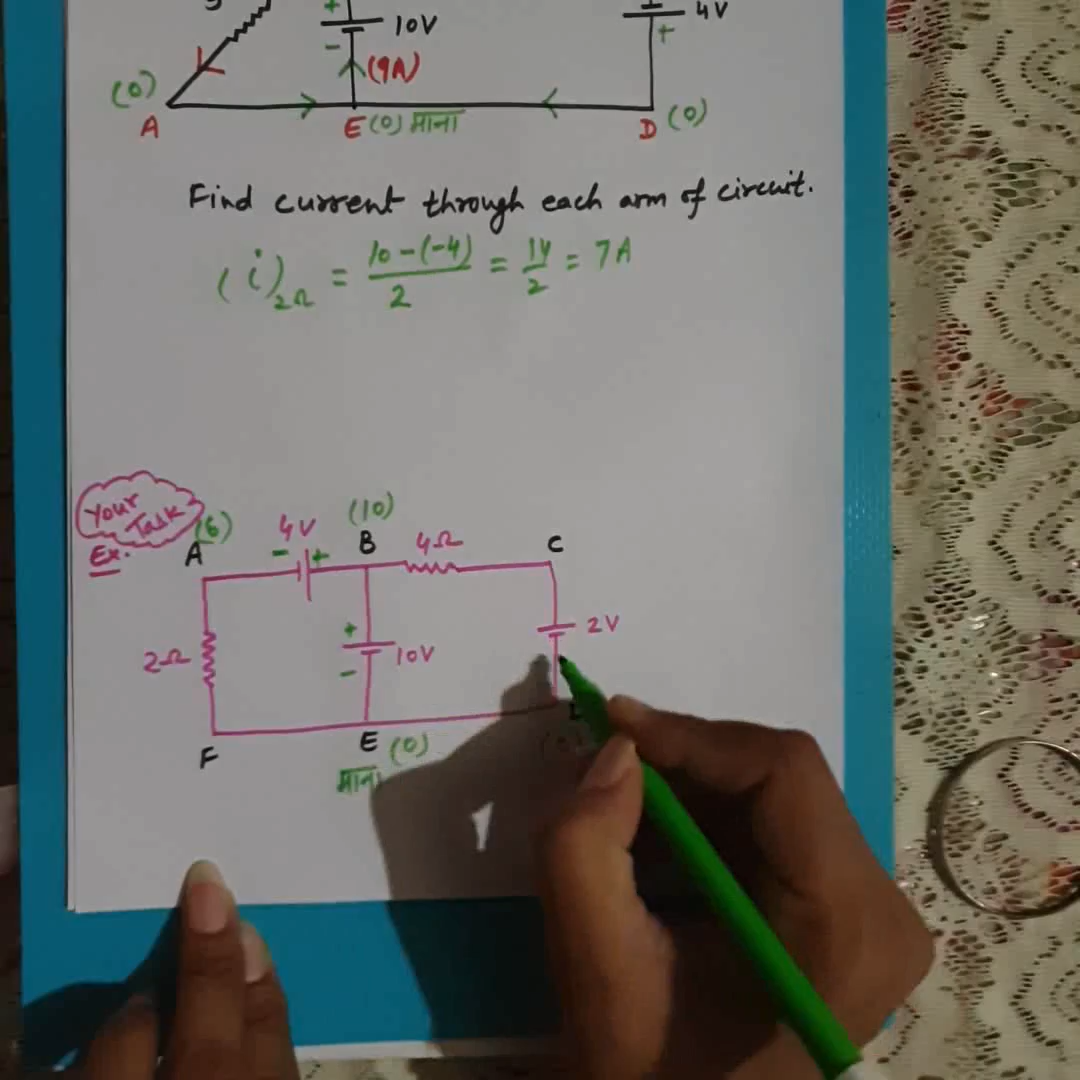 10V
4V
+
-
+
(9A)
(0)
A
E (0) माना
D (0)
Find current through each arm of circuit.
(i)2Ω = 10-(-4)/2 = 14/2 = 7A
Your Task
Ex.
A (6)
4V
- +
(10)
B
4Ω
C
2Ω
+
-
10V
2V
F
E (0)
माना